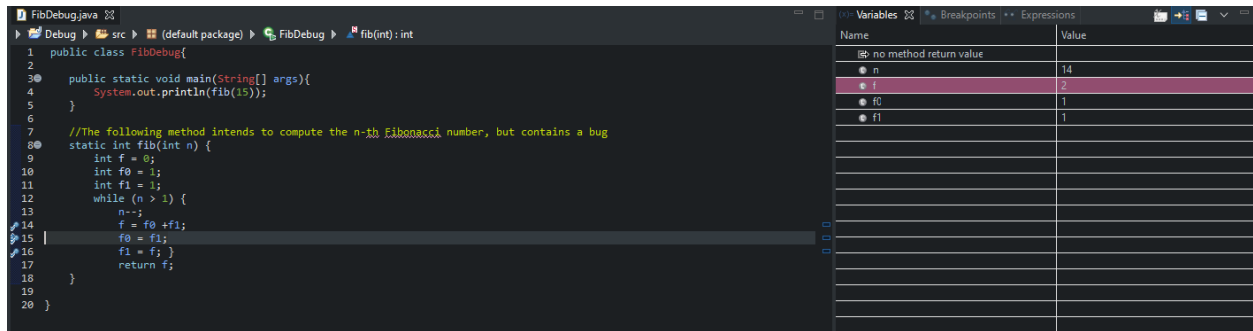 FibDebug.java
Debug src (default package) FibDebug fib(int) : int
1 public class FibDebug{
2
3 public static void main(String[] args){
4 System.out.println(fib(15));
5 }
6
7 //The following method intends to compute the n-th Fibonacci number, but contains a bug
8 static int fib(int n) {
9 int f = 0;
10 int f0 = 1;
11 int f1 = 1;
12 while (n > 1) {
13 n--;
14 f = f0 +f1;
15 f0 = f1;
16 f1 = f; }
17 return f;
18 }
19
20 }
(x)= Variables Breakpoints Expressions
Name Value
no method return value
n 14
f 2
f0 1
f1 1